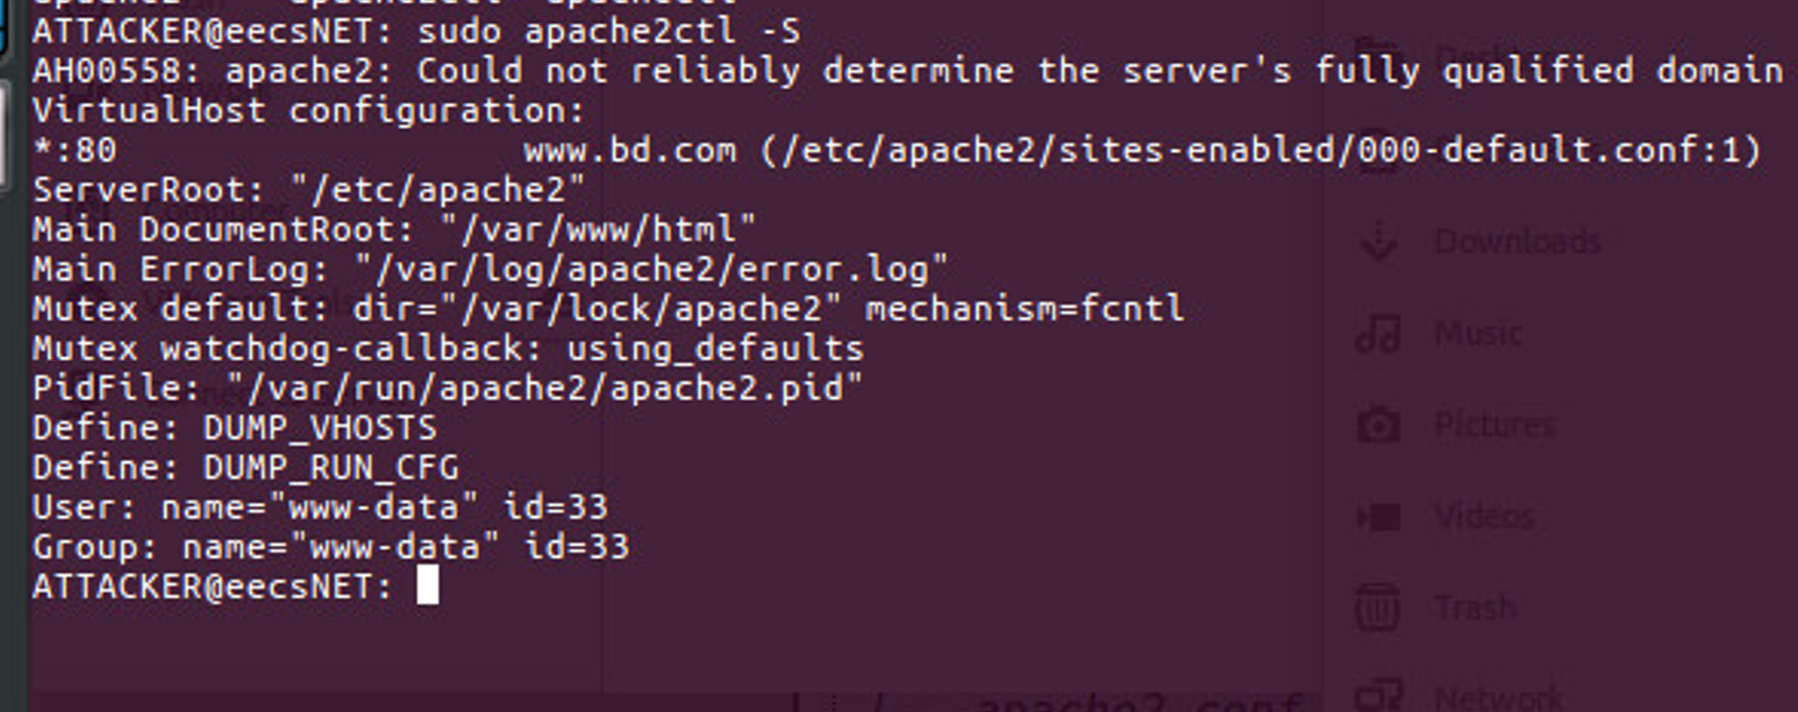 ATTACKER@eecsNET: sudo apache2ctl -S
AH00558: apache2: Could not reliably determine the server's fully qualified domain
VirtualHost configuration:
*:80 www.bd.com (/etc/apache2/sites-enabled/000-default.conf:1)
ServerRoot: "/etc/apache2"
Main DocumentRoot: "/var/www/html"
Main ErrorLog: "/var/log/apache2/error.log"
Mutex default: dir="/var/lock/apache2" mechanism=fcntl
Mutex watchdog-callback: using_defaults
PidFile: "/var/run/apache2/apache2.pid"
Define: DUMP_VHOSTS
Define: DUMP_RUN_CFG
User: name="www-data" id=33
Group: name="www-data" id=33
ATTACKER@eecsNET:
Downloads
Music
Pictures
Videos
Trash
Network